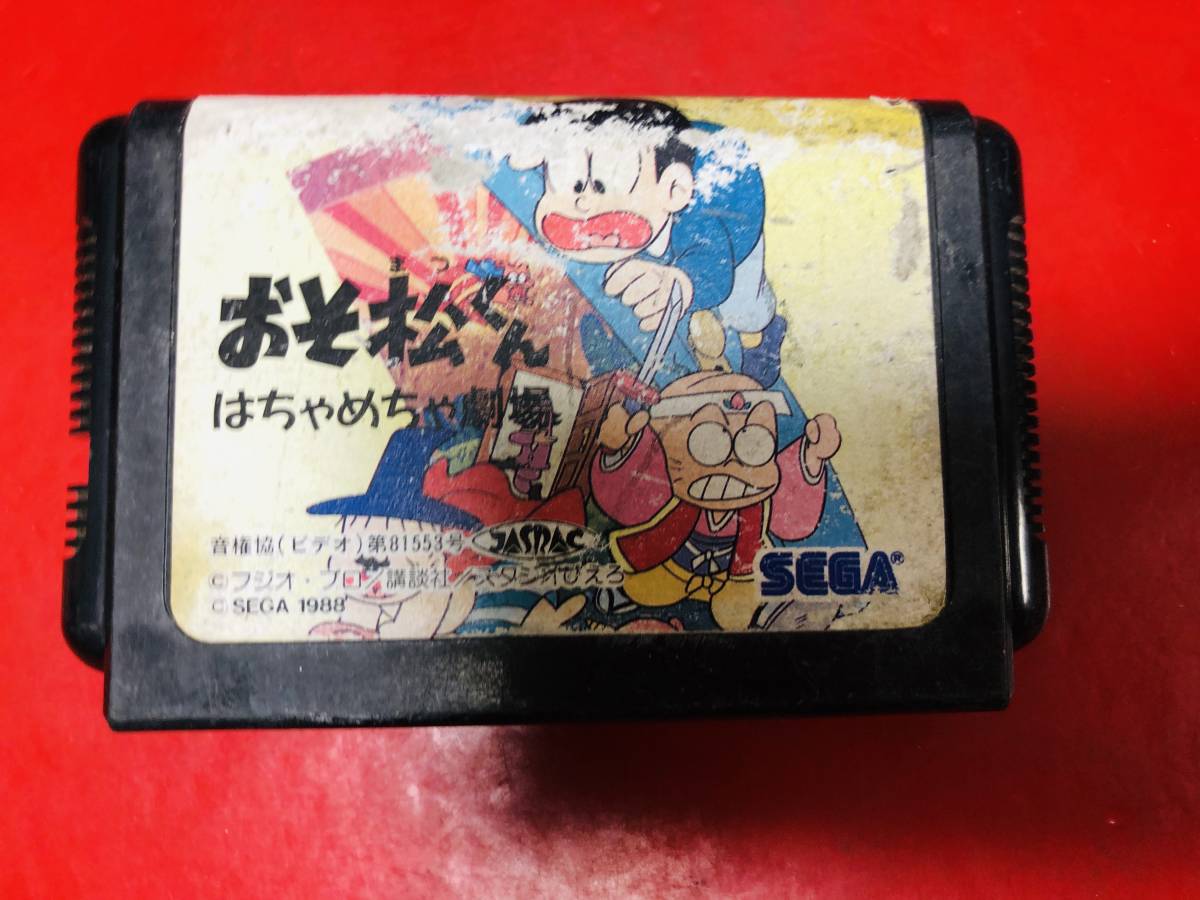 まつ
おそ松くん
はちゃめちゃ劇場
音権協(ビデオ)第81553号 JASRAC
©フジオ・プロ/講談社/スタジオぴえろ
© SEGA 1988
SEGA®